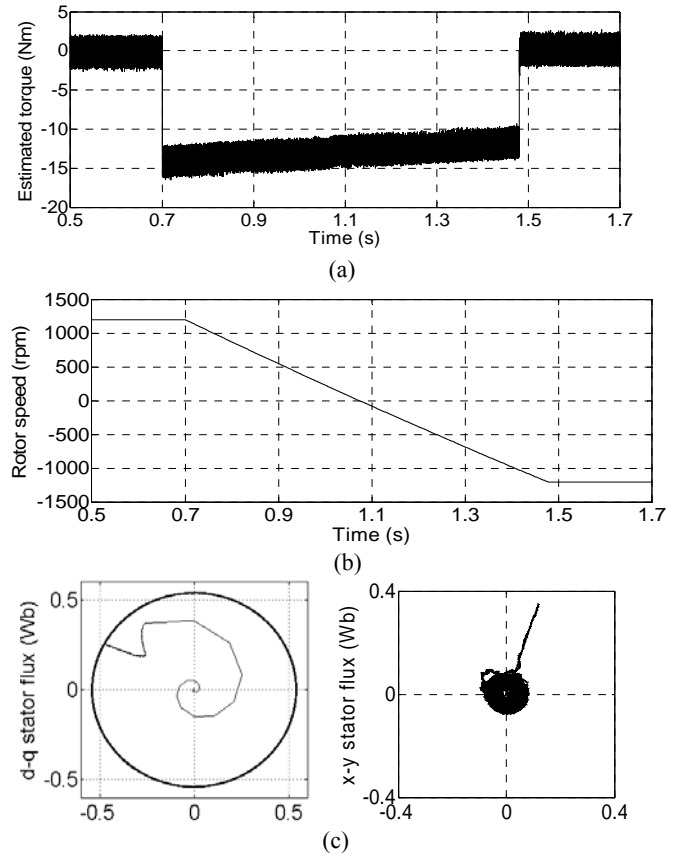 Estimated torque (Nm)
5
0
-5
-10
-15
-20
0.5 0.7 0.9 1.1 1.3 1.5 1.7
Time (s)
(a)
Rotor speed (rpm)
1500
1000
500
0
-500
-1000
-1500
0.5 0.7 0.9 1.1 1.3 1.5 1.7
Time (s)
(b)
d-q stator flux (Wb)
0.5
0
-0.5
-0.5 0 0.5
x-y stator flux (Wb)
0.4
0
-0.4
-0.4 0 0.4
(c)